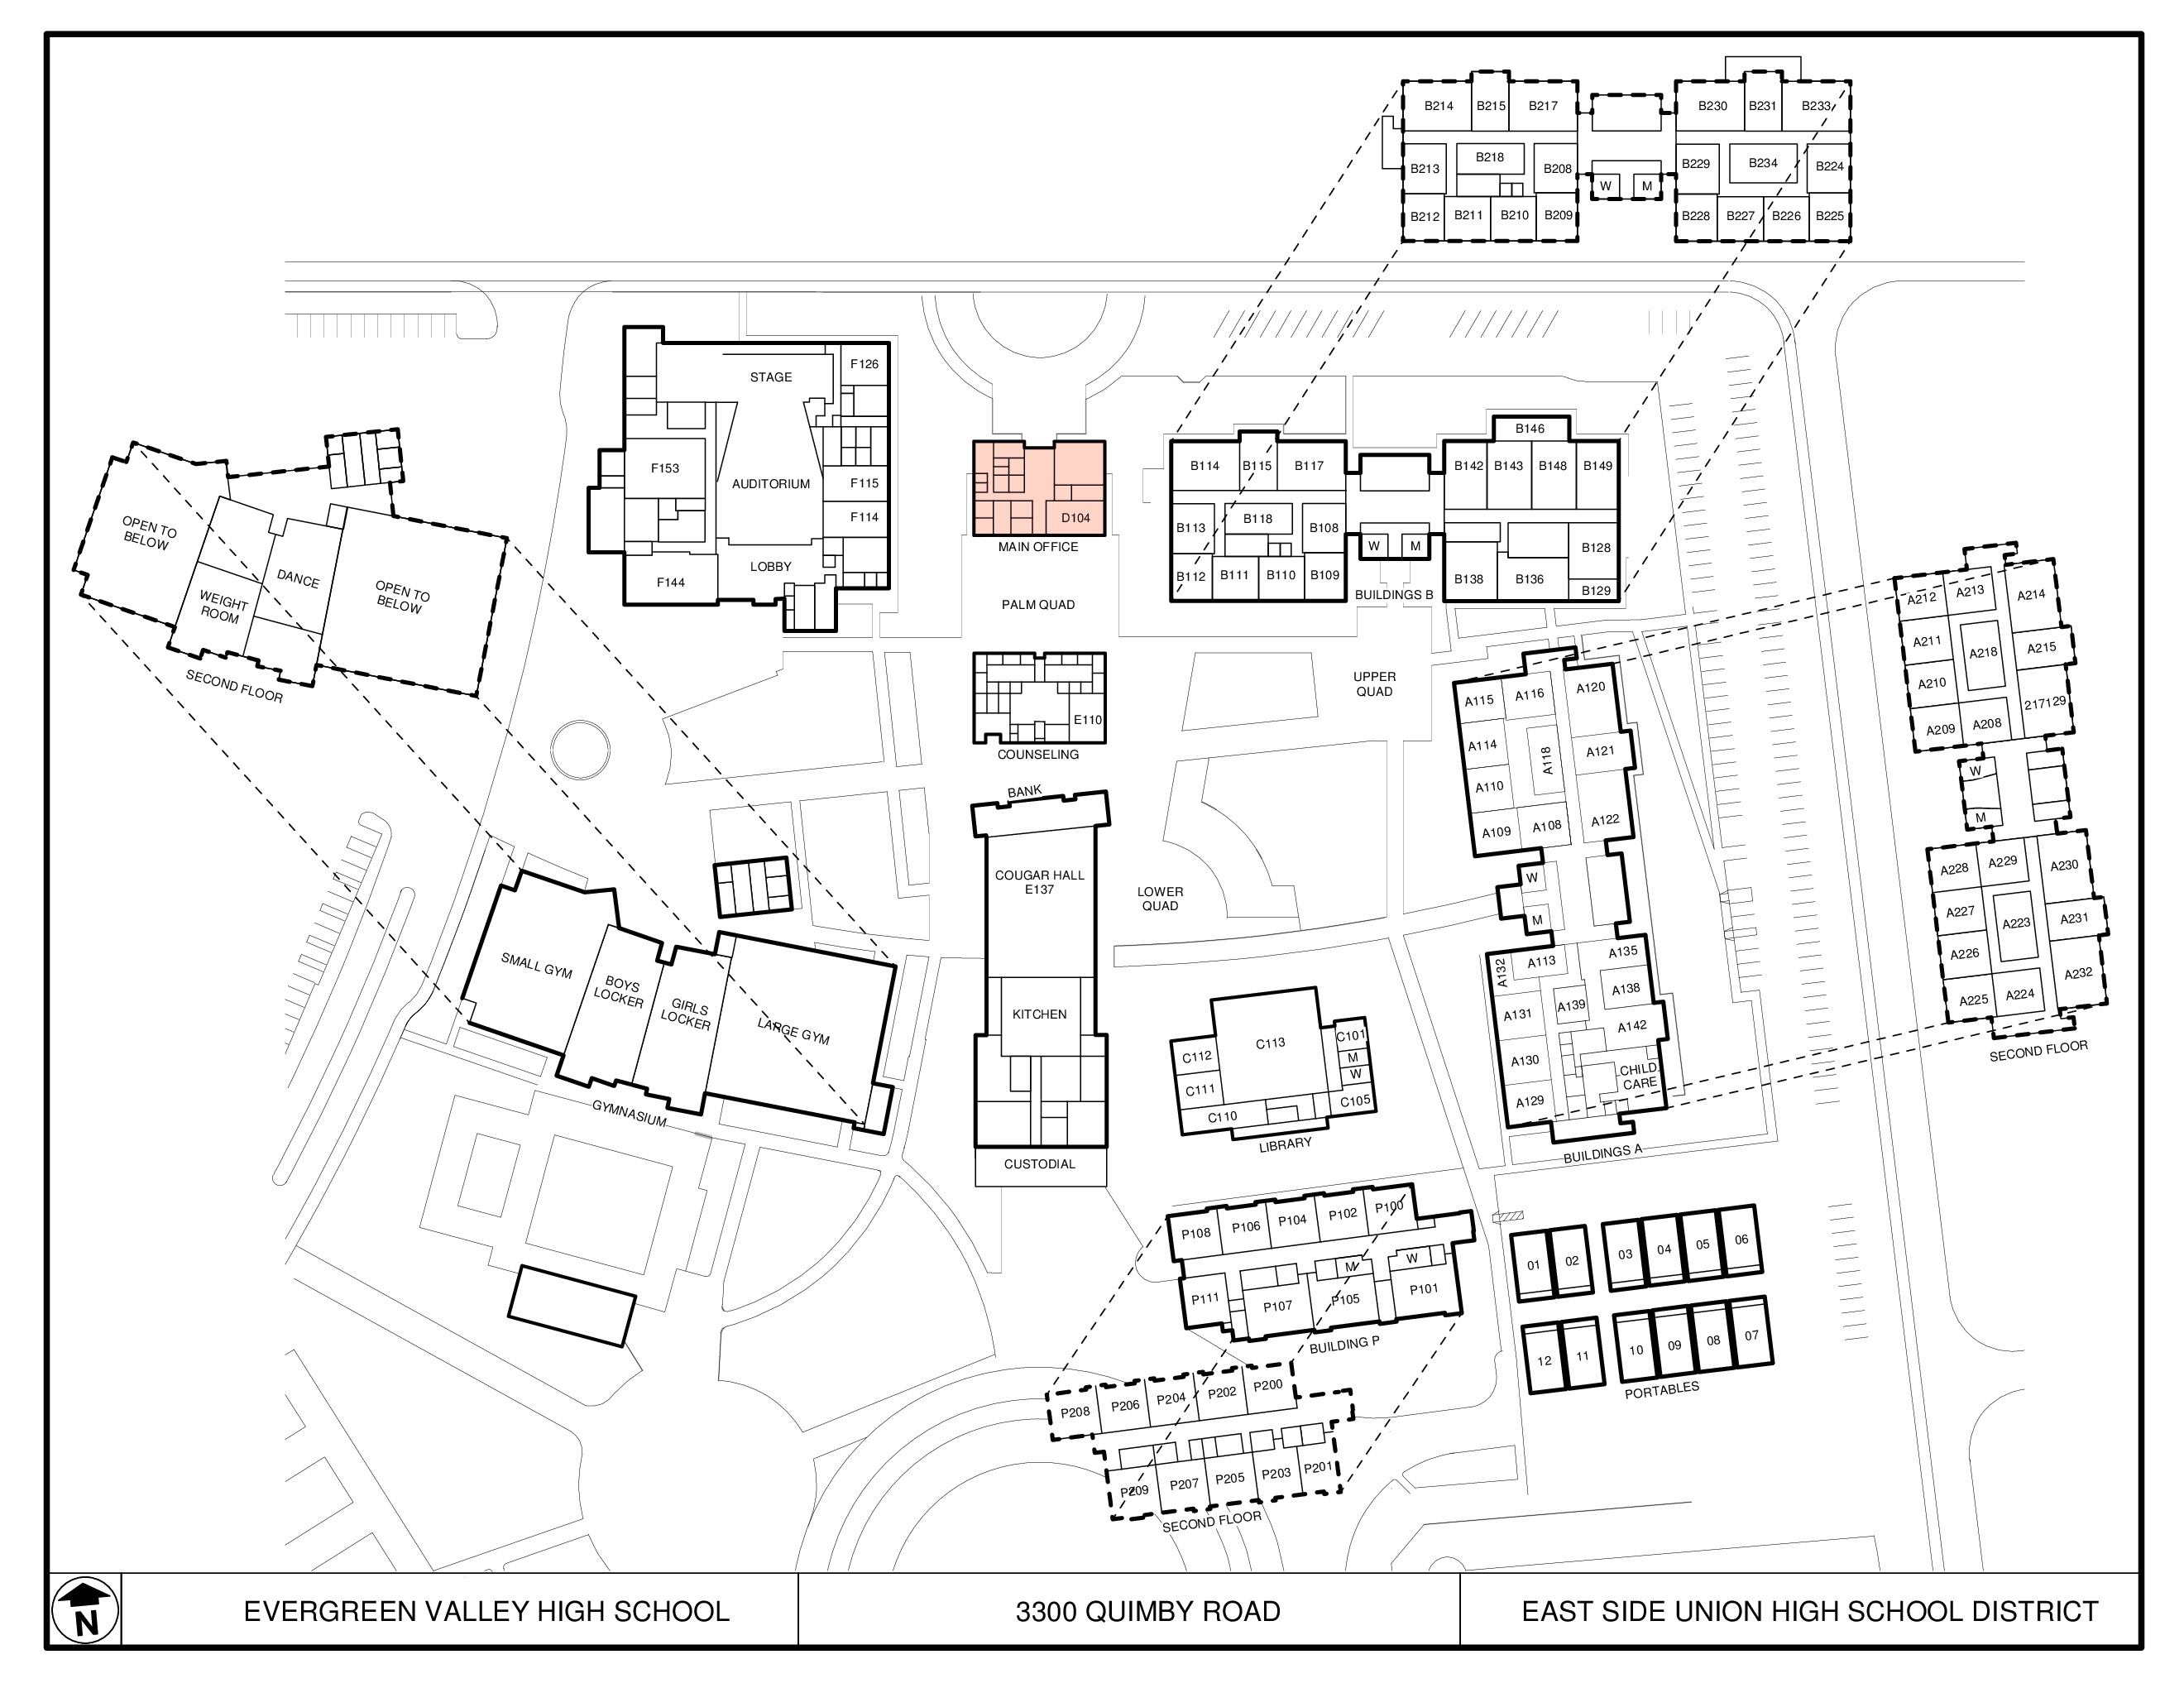 B214
B215
B217
B230
B231
B233
B213
B218
B208
B229
B234
B224
W
M
B212
B211
B210
B209
B228
B227
B226
B225
STAGE
F126
F153
AUDITORIUM
F115
F114
LOBBY
F144
D104
MAIN OFFICE
PALM QUAD
B114
B115
B117
B113
B118
B108
B112
B111
B110
B109
W
M
BUILDINGS B
B146
B142
B143
B148
B149
B128
B138
B136
B129
OPEN TO
BELOW
WEIGHT
ROOM
DANCE
OPEN TO
BELOW
SECOND FLOOR
E110
COUNSELING
UPPER
QUAD
A115
A116
A120
A114
A118
A121
A110
A109
A108
A122
W
M
A132
A113
A135
A138
A139
A131
A142
A130
CHILD
CARE
A129
BUILDINGS A
A212
A213
A214
A211
A218
A215
A210
217129
A209
A208
W
M
A228
A229
A230
A227
A223
A231
A226
A232
A225
A224
SECOND FLOOR
BANK
COUGAR HALL
E137
KITCHEN
CUSTODIAL
LOWER
QUAD
SMALL GYM
BOYS
LOCKER
GIRLS
LOCKER
LARGE GYM
GYMNASIUM
C113
C101
M
W
C112
C111
C110
C105
LIBRARY
P108
P106
P104
P102
P100
M
W
P111
P107
P105
P101
BUILDING P
P208
P206
P204
P202
P200
P209
P207
P205
P203
P201
SECOND FLOOR
01
02
03
04
05
06
12
11
10
09
08
07
PORTABLES
N
EVERGREEN VALLEY HIGH SCHOOL
3300 QUIMBY ROAD
EAST SIDE UNION HIGH SCHOOL DISTRICT